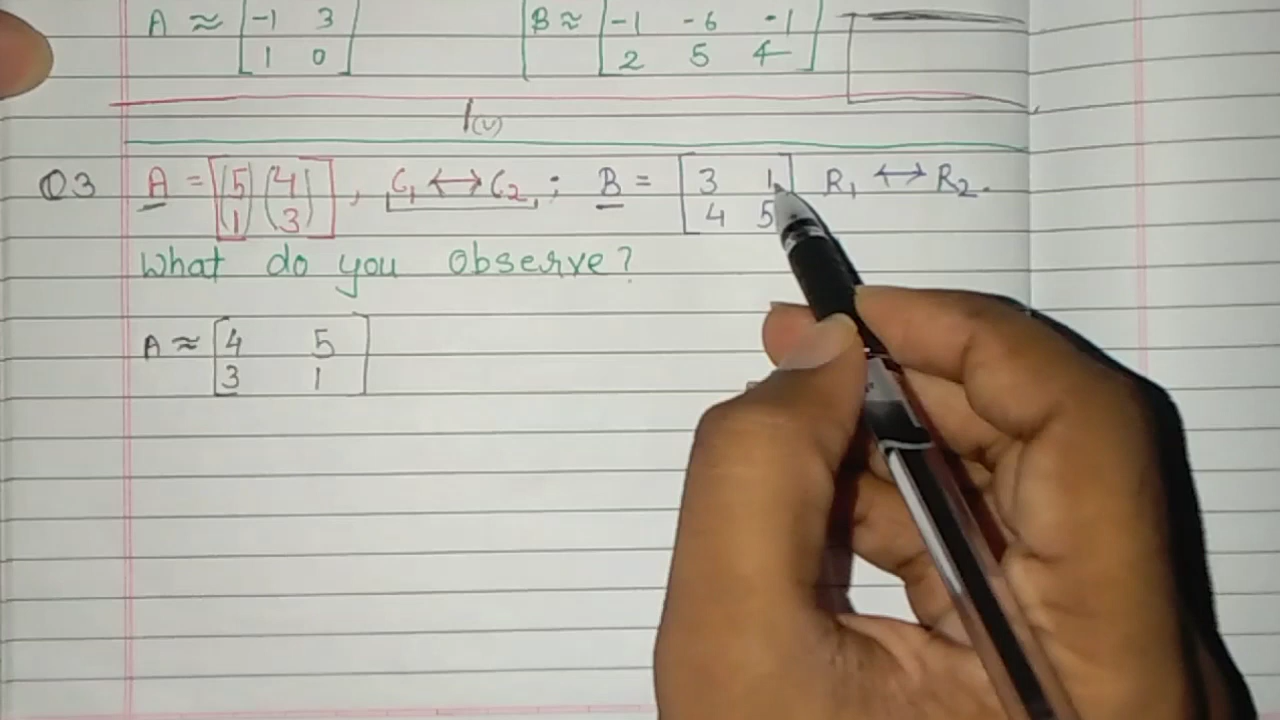 A ≈ [-1 3 B ≈ [-1 -6 -1
1 0] 2 5 4]
1(v)
Q3 A = [5 4 , C₁ ↔ C₂ ; B = [3 1 R₁ ↔ R₂.
1 3] 4 5
What do you observe?
A ≈ [4 5
3 1]